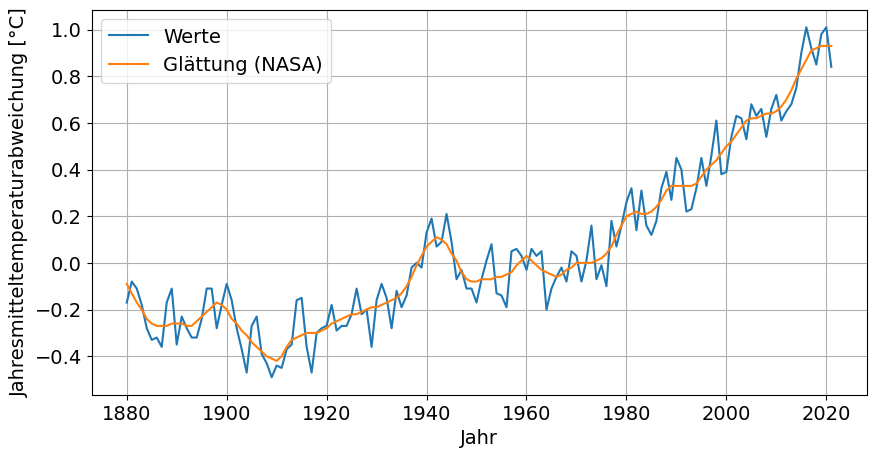 Jahresmitteltemperaturabweichung [°C]
Werte
Glättung (NASA)
1.0
0.8
0.6
0.4
0.2
0.0
−0.2
−0.4
1880 1900 1920 1940 1960 1980 2000 2020
Jahr